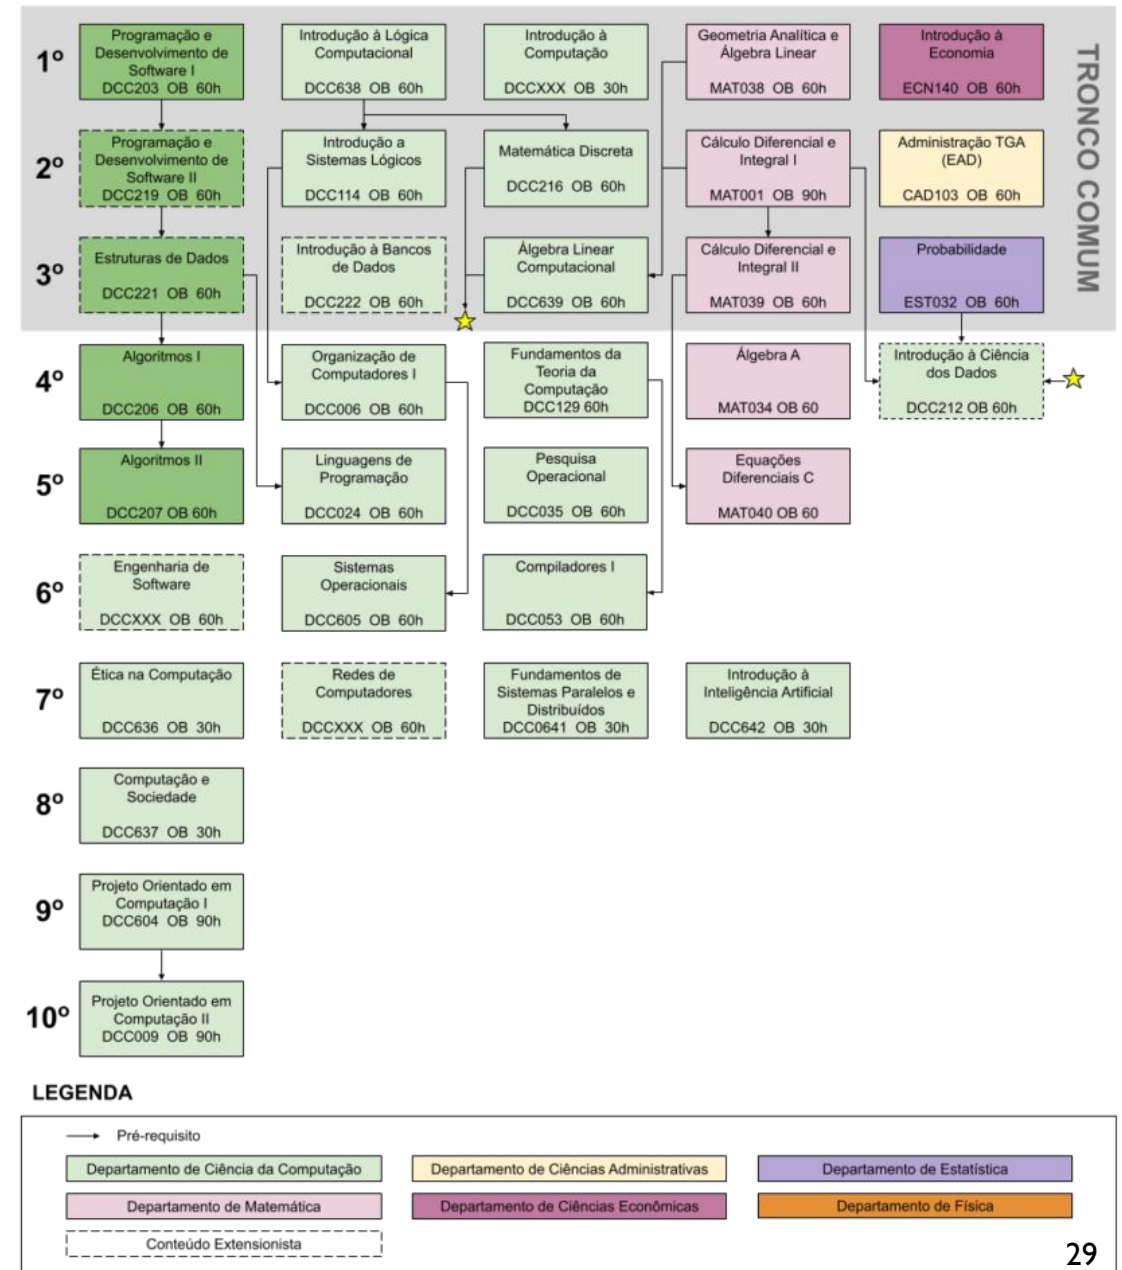 TRONCO COMUM
1º
Programação e
Desenvolvimento de
Software I
DCC203 OB 60h
Introdução à Lógica
Computacional
DCC638 OB 60h
Introdução à
Computação
DCCXXX OB 30h
Geometria Analítica e
Álgebra Linear
MAT038 OB 60h
Introdução à
Economia
ECN140 OB 60h
2º
Programação e
Desenvolvimento de
Software II
DCC219 OB 60h
Introdução a
Sistemas Lógicos
DCC114 OB 60h
Matemática Discreta
DCC216 OB 60h
Cálculo Diferencial e
Integral I
MAT001 OB 90h
Administração TGA
(EAD)
CAD103 OB 60h
3º
Estruturas de Dados
DCC221 OB 60h
Introdução à Bancos
de Dados
DCC222 OB 60h
Álgebra Linear
Computacional
DCC639 OB 60h
Cálculo Diferencial e
Integral II
MAT039 OB 60h
Probabilidade
EST032 OB 60h
4º
Algoritmos I
DCC206 OB 60h
Organização de
Computadores I
DCC006 OB 60h
Fundamentos da
Teoria da
Computação
DCC129 60h
Álgebra A
MAT034 OB 60
Introdução à Ciência
dos Dados
DCC212 OB 60h
5º
Algoritmos II
DCC207 OB 60h
Linguagens de
Programação
DCC024 OB 60h
Pesquisa
Operacional
DCC035 OB 60h
Equações
Diferenciais C
MAT040 OB 60
6º
Engenharia de
Software
DCCXXX OB 60h
Sistemas
Operacionais
DCC605 OB 60h
Compiladores I
DCC053 OB 60h
7º
Ética na Computação
DCC636 OB 30h
Redes de
Computadores
DCCXXX OB 60h
Fundamentos de
Sistemas Paralelos e
Distribuídos
DCC0641 OB 30h
Introdução à
Inteligência Artificial
DCC642 OB 30h
8º
Computação e
Sociedade
DCC637 OB 30h
9º
Projeto Orientado em
Computação I
DCC604 OB 90h
10º
Projeto Orientado em
Computação II
DCC009 OB 90h
LEGENDA
Pré-requisito
Departamento de Ciência da Computação
Departamento de Ciências Administrativas
Departamento de Estatística
Departamento de Matemática
Departamento de Ciências Econômicas
Departamento de Física
Conteúdo Extensionista
29